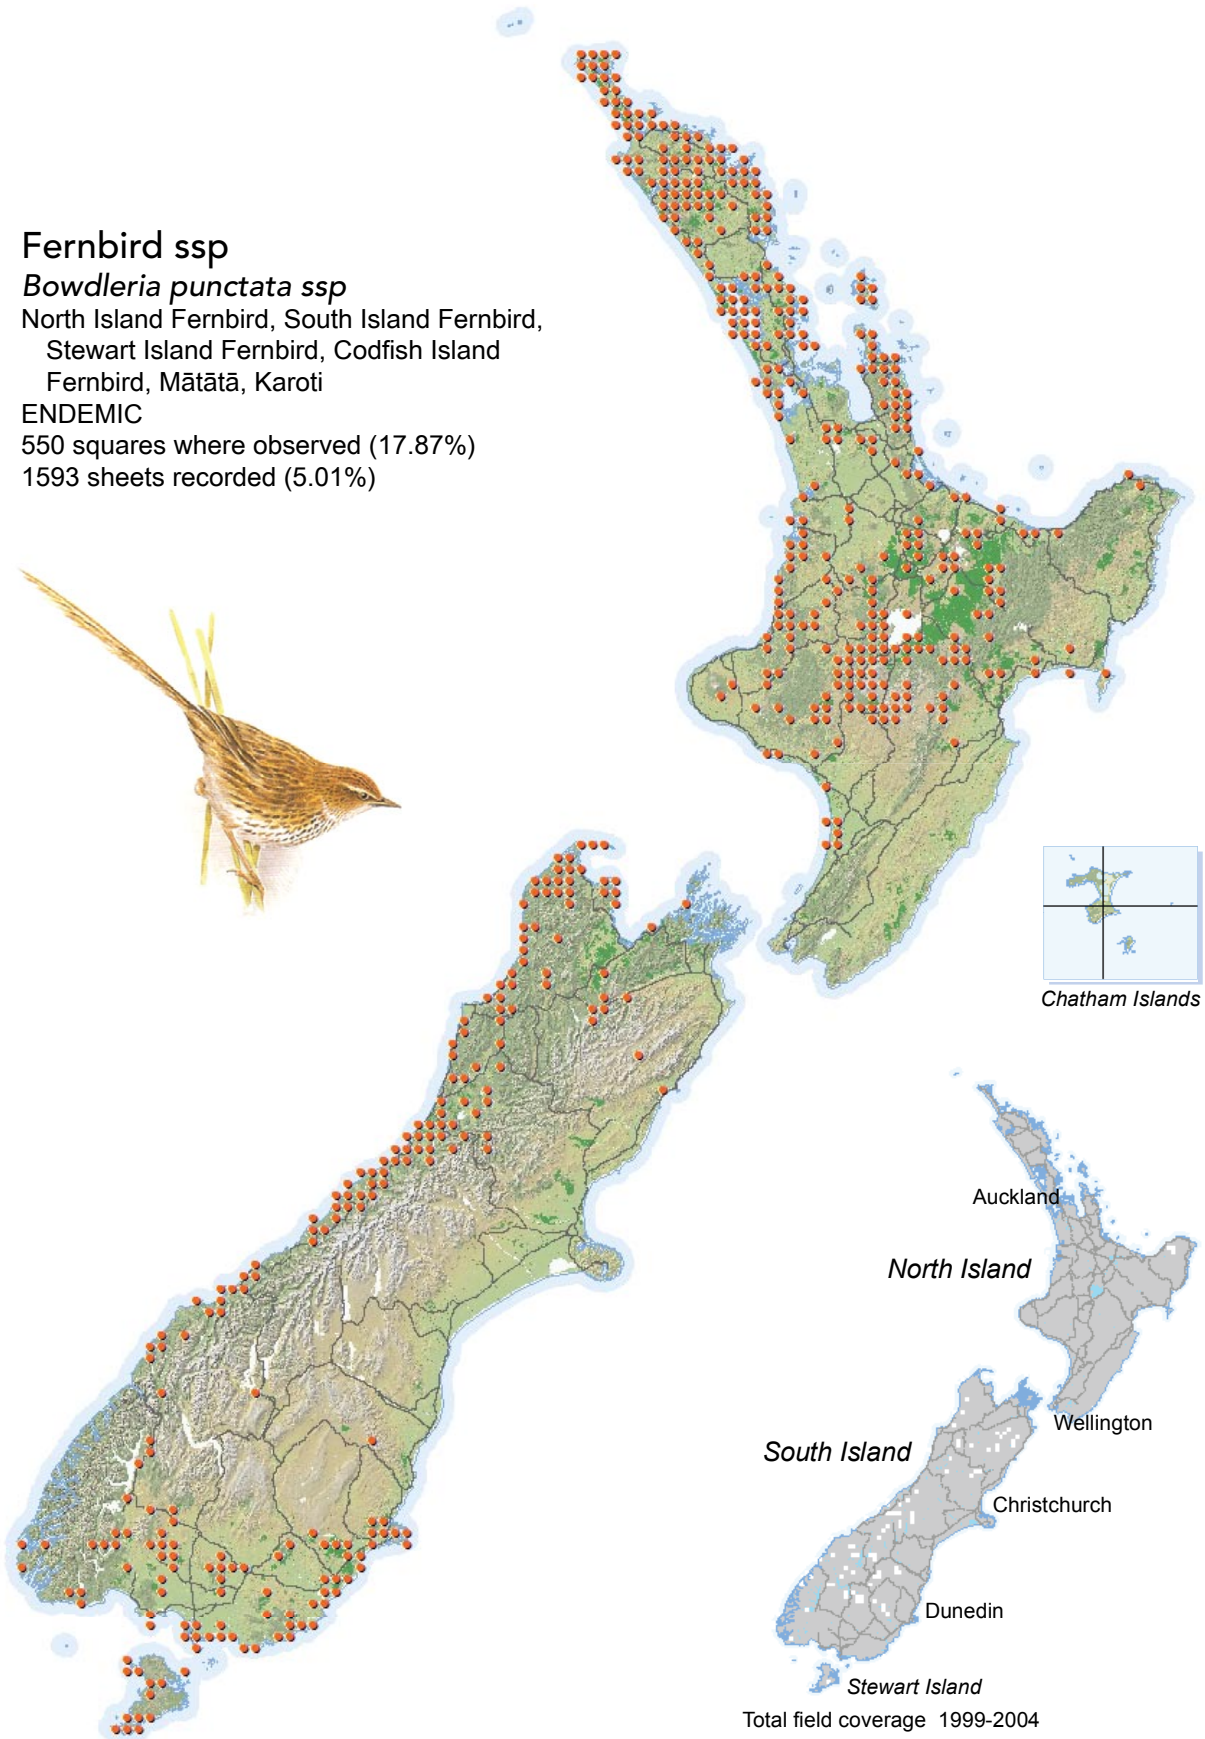 Fernbird ssp
Bowdleria punctata ssp
North Island Fernbird, South Island Fernbird,
Stewart Island Fernbird, Codfish Island
Fernbird, Mātātā, Karoti
ENDEMIC
550 squares where observed (17.87%)
1593 sheets recorded (5.01%)
Chatham Islands
Auckland
North Island
Wellington
South Island
Christchurch
Dunedin
Stewart Island
Total field coverage 1999-2004